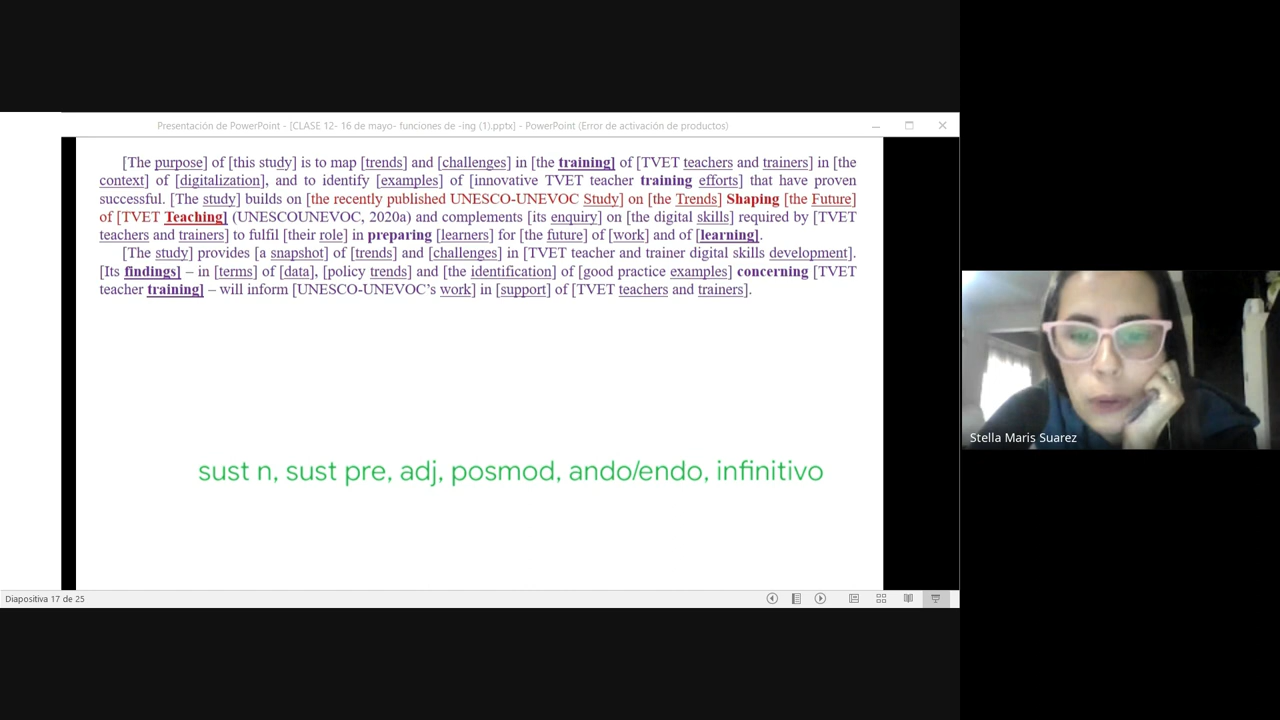 Presentación de PowerPoint - [CLASE 12- 16 de mayo- funciones de -ing (1).pptx] - PowerPoint (Error de activación de productos)
[The purpose] of [this study] is to map [trends] and [challenges] in [the training] of [TVET teachers and trainers] in [the
context] of [digitalization], and to identify [examples] of [innovative TVET teacher training efforts] that have proven
successful. [The study] builds on [the recently published UNESCO-UNEVOC Study] on [the Trends] Shaping [the Future]
of [TVET Teaching] (UNESCOUNEVOC, 2020a) and complements [its enquiry] on [the digital skills] required by [TVET
teachers and trainers] to fulfil [their role] in preparing [learners] for [the future] of [work] and of [learning].
[The study] provides [a snapshot] of [trends] and [challenges] in [TVET teacher and trainer digital skills development].
[Its findings] – in [terms] of [data], [policy trends] and [the identification] of [good practice examples] concerning [TVET
teacher training] – will inform [UNESCO-UNEVOC’s work] in [support] of [TVET teachers and trainers].
sust n, sust pre, adj, posmod, ando/endo, infinitivo
Stella Maris Suarez
Diapositiva 17 de 25